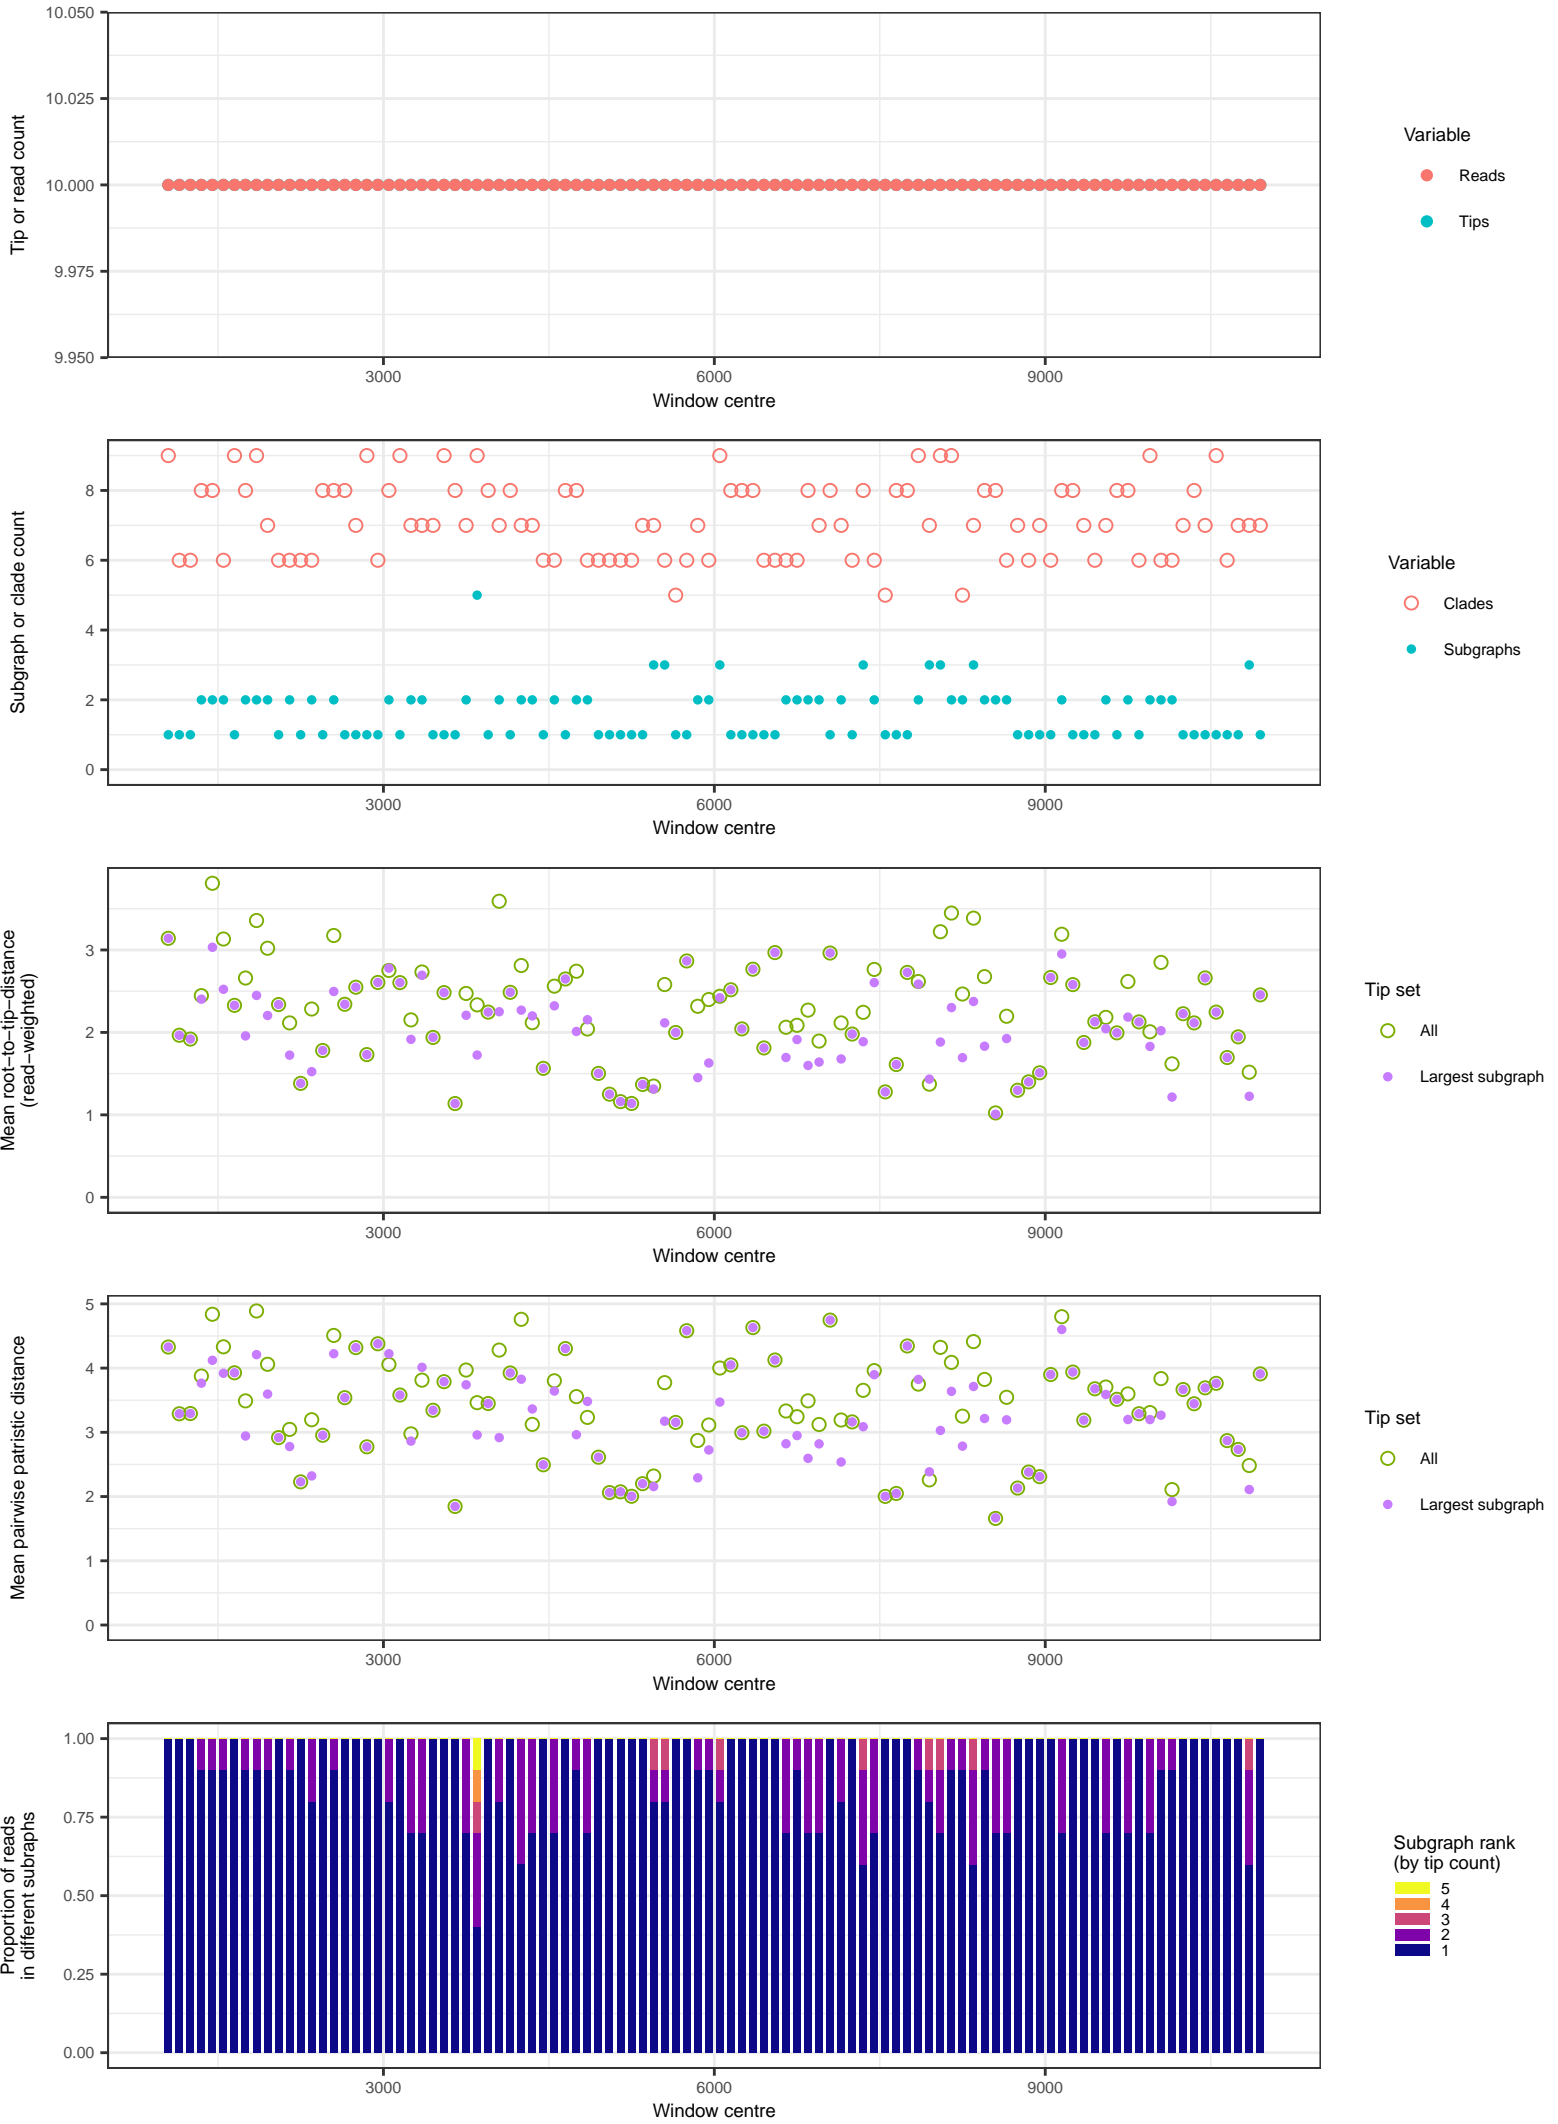 10.050
10.025
10.000
9.975
9.950
Tip or read count
3000
6000
9000
Window centre
Variable
Reads
Tips
8
6
4
2
0
Subgraph or clade count
3000
6000
9000
Window centre
Variable
Clades
Subgraphs
3
2
1
0
Mean root−to−tip−distance
(read−weighted)
3000
6000
9000
Window centre
Tip set
All
Largest subgraph
5
4
3
2
1
0
Mean pairwise patristic distance
3000
6000
9000
Window centre
Tip set
All
Largest subgraph
1.00
0.75
0.50
0.25
0.00
Proportion of reads
in different subraphs
3000
6000
9000
Window centre
Subgraph rank
(by tip count)
5
4
3
2
1